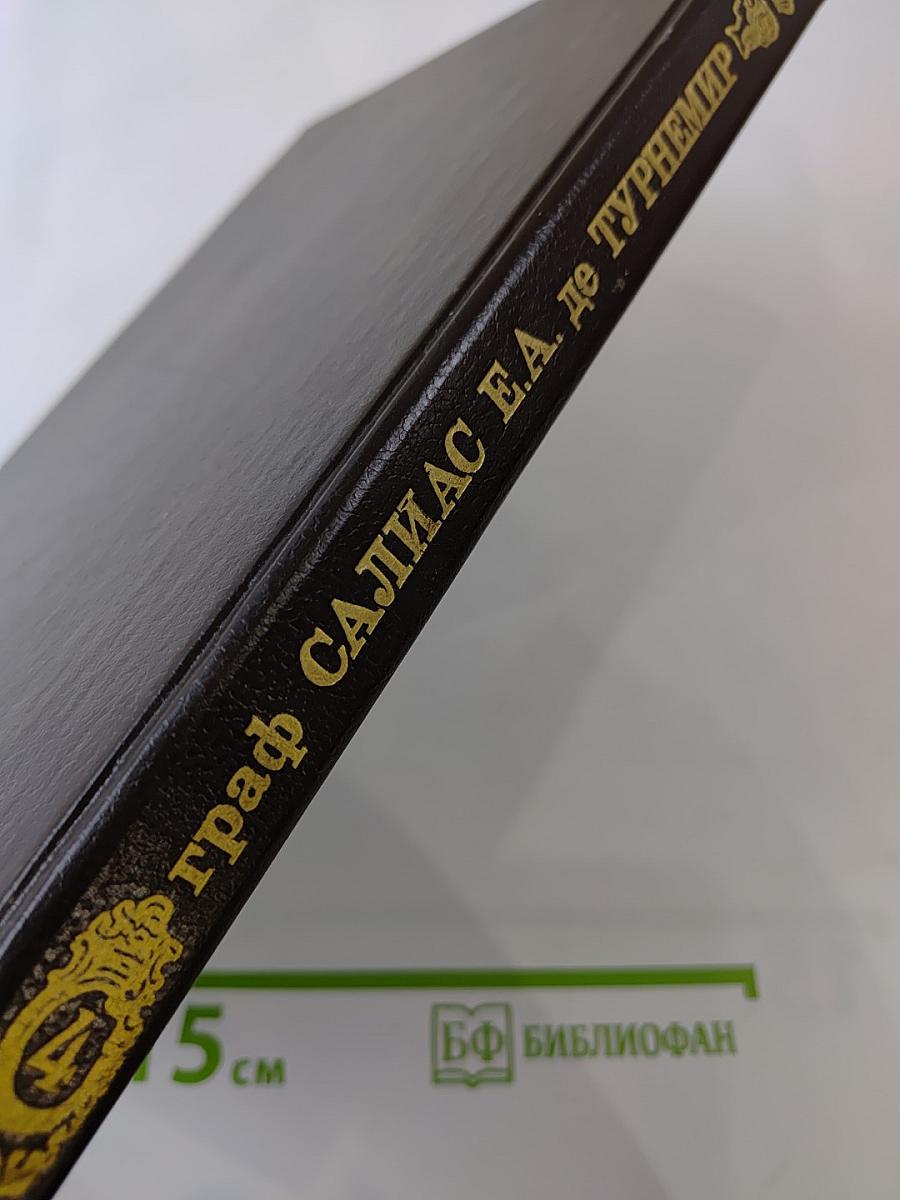 граф САЛИАС Е.А. де ТУРНЕМИР
4
15 см
БФ БИБЛИОФАН